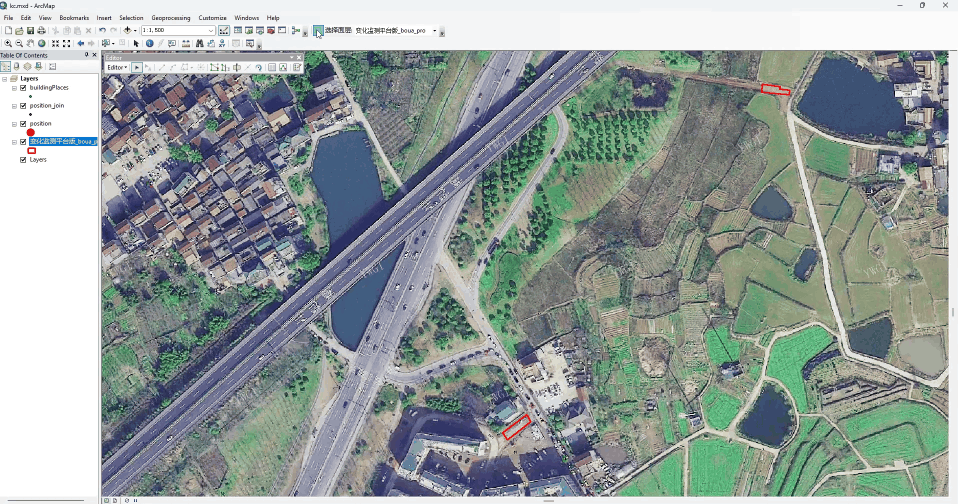 kc.mxd - ArcMap
File Edit View Bookmarks Insert Selection Geoprocessing Customize Windows Help
1:1,500
选择图层: 变化监测平台版_boua_pro
Table Of Contents
Editor
Editor
Layers
buildingPlaces
position_join
position
变化监测平台版_boua_p
Layers